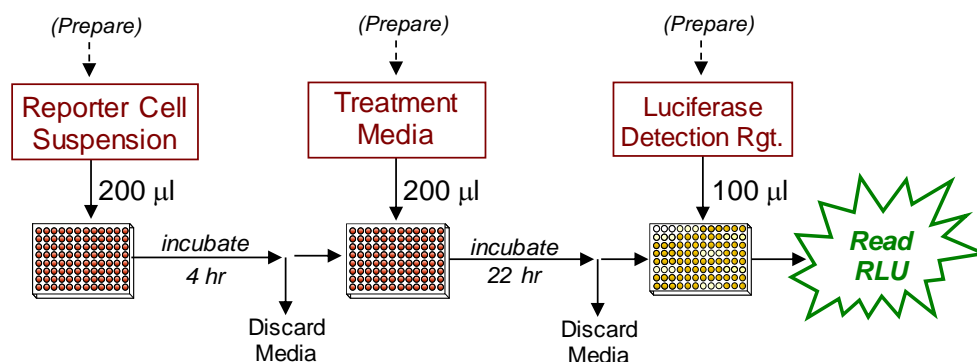 (Prepare)
(Prepare)
(Prepare)
Reporter Cell
Suspension
Treatment
Media
Luciferase
Detection Rgt.
200 µl
200 µl
100 µl
incubate
4 hr
incubate
22 hr
Read
RLU
Discard
Media
Discard
Media